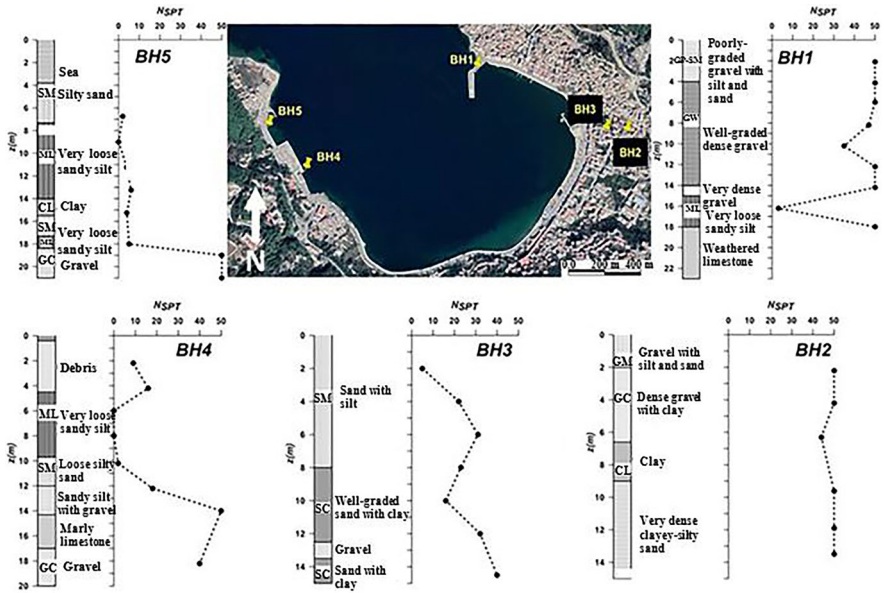 N_SPT
0 10 20 30 40 50
BH5
0
2
4
6
8
10
12
14
16
18
20
z(m)
Sea
SM Silty sand
ML Very loose
sandy silt
CL Clay
SM Very loose
ML sandy silt
GC Gravel
BH1
BH5
BH4
BH3
BH2
N
0 200 m 400 m
N_SPT
0 10 20 30 40 50
BH1
0
2
4
6
8
10
12
14
16
18
20
22
z(m)
GP-SM
Poorly-
graded
gravel with
silt and
sand
GW
Well-graded
dense gravel
Very dense
gravel
ML
Very loose
sandy silt
Weathered
limestone
N_SPT
0 10 20 30 40 50
BH4
0
2
4
6
8
10
12
14
16
18
20
z(m)
Debris
ML Very loose
sandy silt
SM Loose silty
sand
Sandy silt
with gravel
Marly
limestone
GC Gravel
N_SPT
0 10 20 30 40 50
BH3
0
2
4
6
8
10
12
14
z(m)
SM
Sand with
silt
SC
Well-graded
sand with clay
Gravel
SC
Sand with
clay
N_SPT
0 10 20 30 40 50
BH2
0
2
4
6
8
10
12
14
z(m)
GM
Gravel with
silt and sand
GC
Dense gravel
with clay
CL
Clay
Very dense
clayey-silty
sand